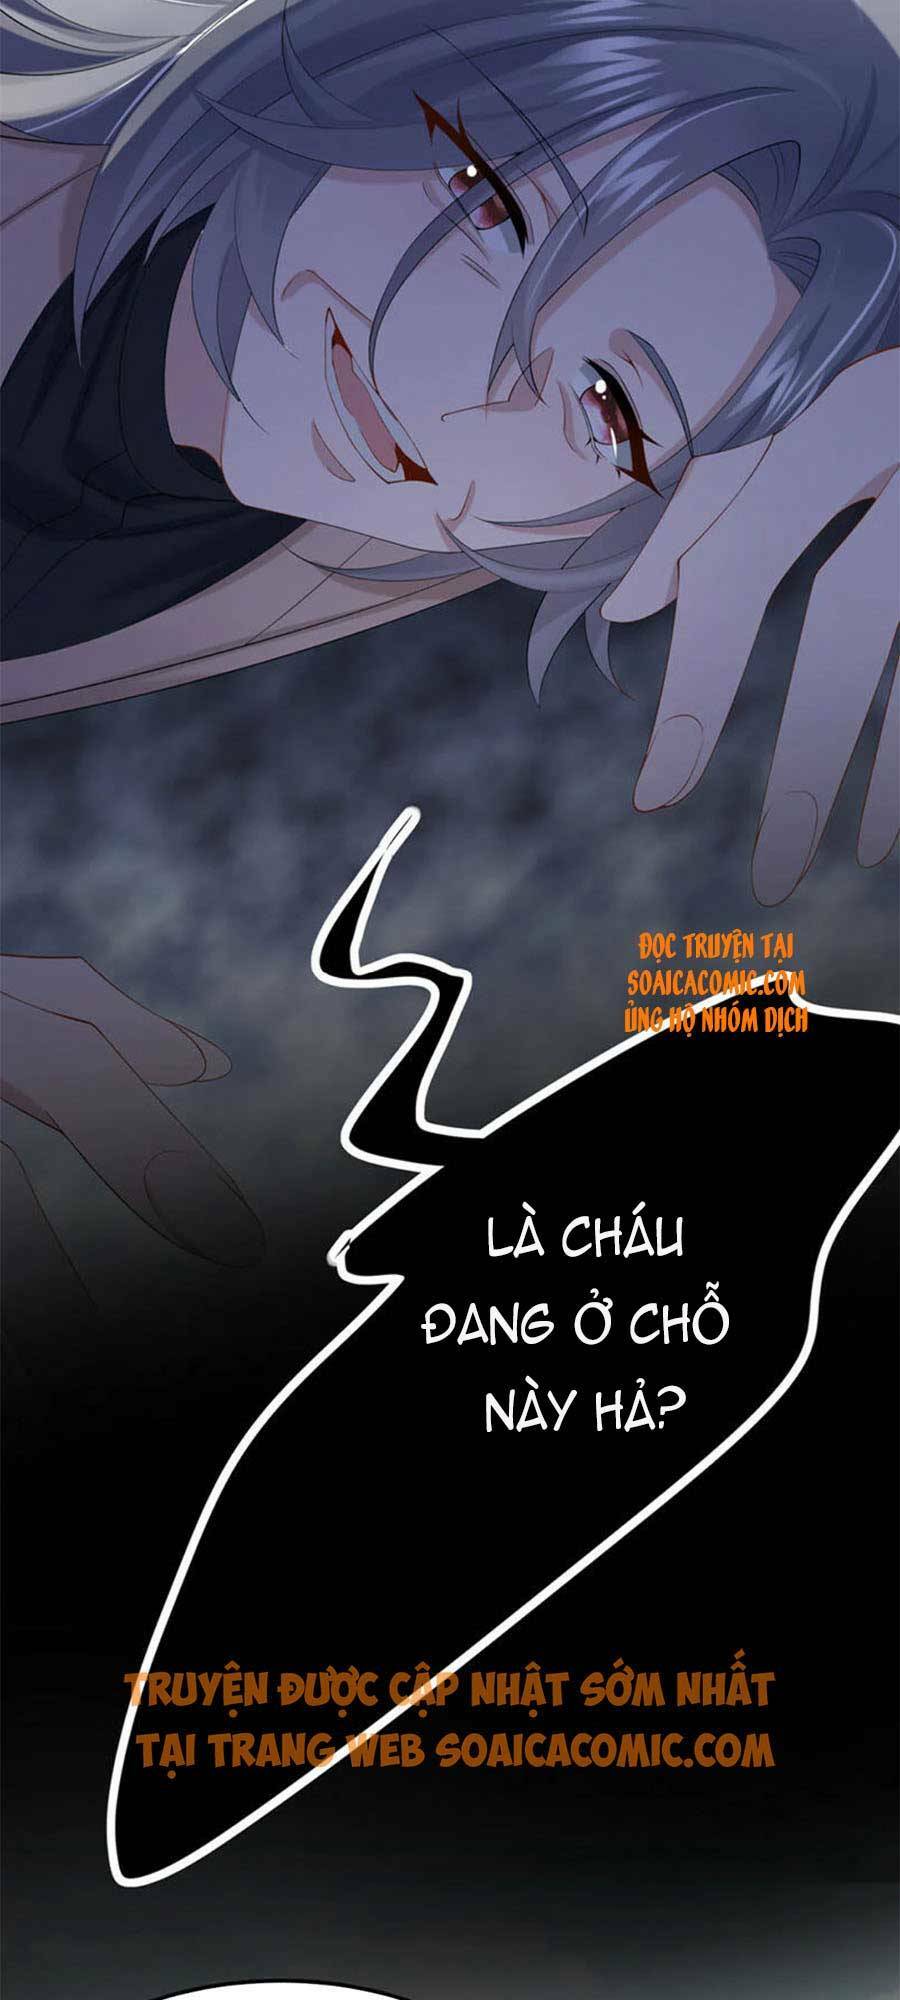 ĐỌC TRUYỆN TẠI
SOAICACOMIC.COM
ỦNG HỘ NHÓM DỊCH
LÀ CHÁU
ĐANG Ở CHỖ
NÀY HẢ?
TRUYỆN ĐƯỢC CẬP NHẬT SỚM NHẤT
TẠI TRANG WEB SOAICACOMIC.COM